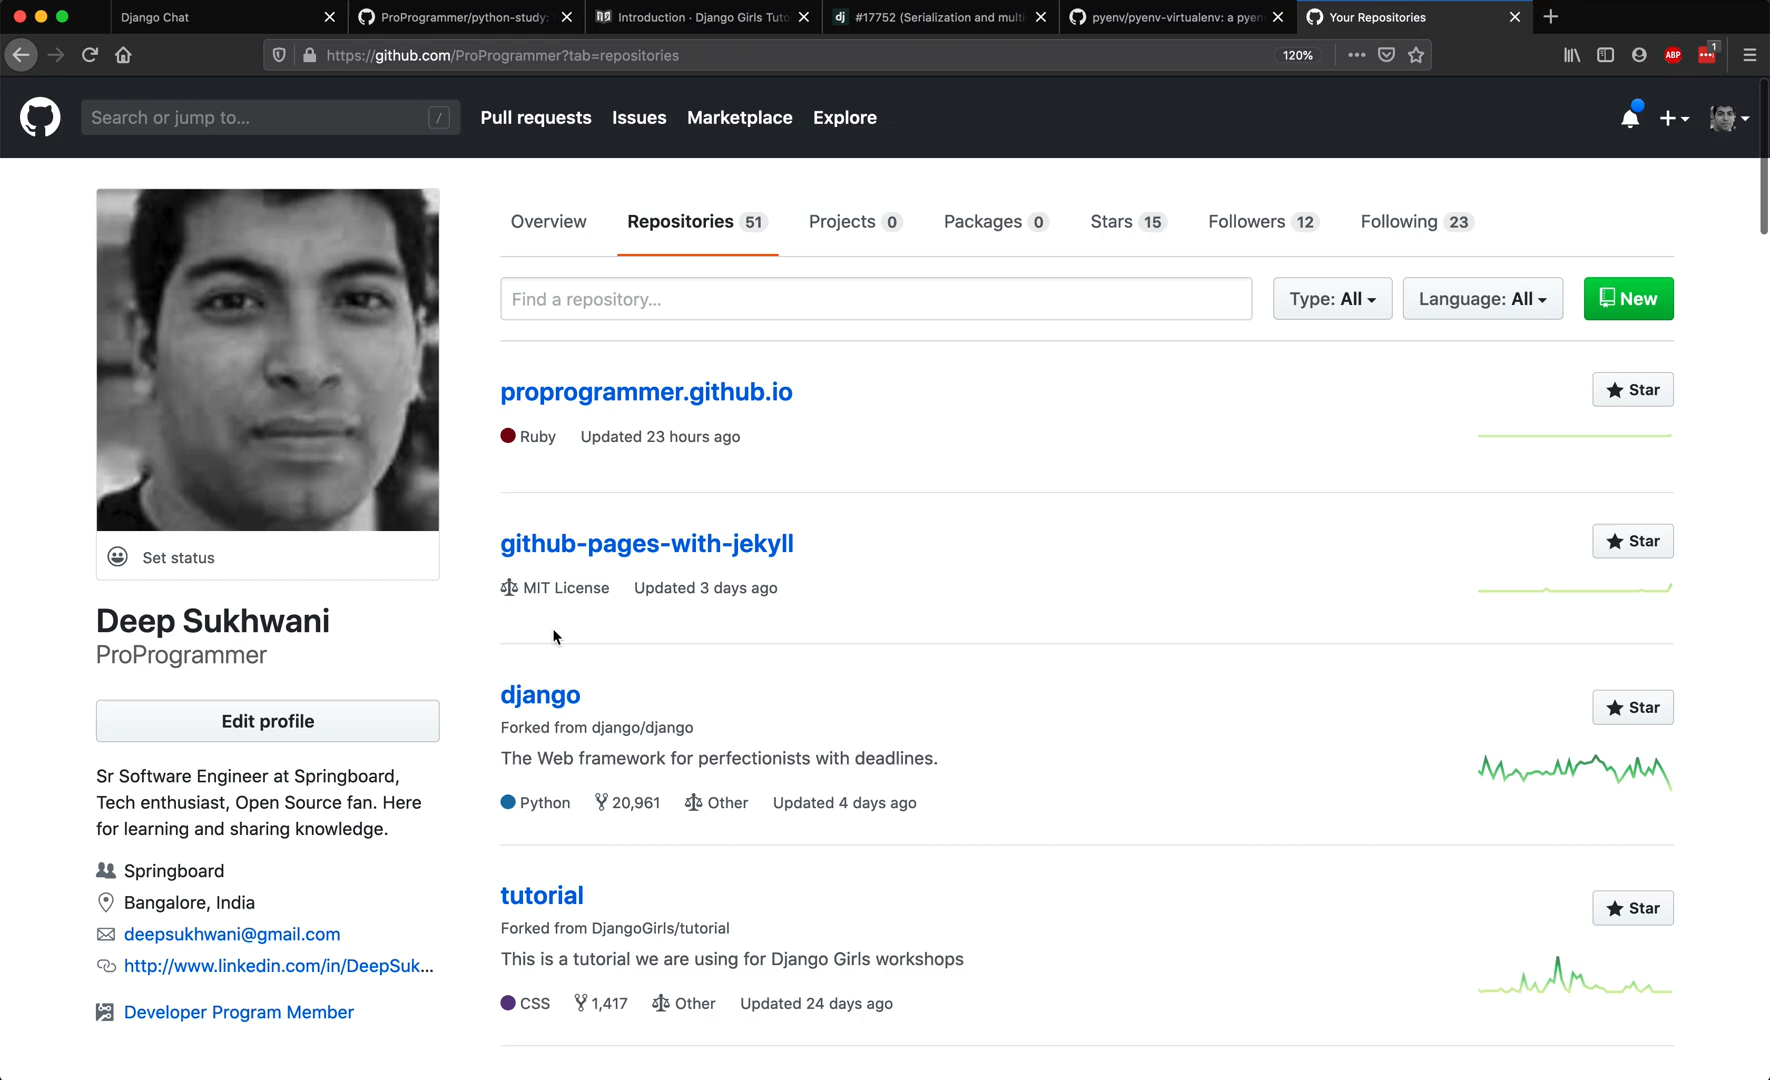 Django Chat
ProProgrammer/python-study:
Introduction · Django Girls Tuto
#17752 (Serialization and multi
pyenv/pyenv-virtualenv: a pyen
Your Repositories
https://github.com/ProProgrammer?tab=repositories
120%
ABP
1
Search or jump to...
/
Pull requests
Issues
Marketplace
Explore
Overview
Repositories 51
Projects 0
Packages 0
Stars 15
Followers 12
Following 23
Find a repository...
Type: All
Language: All
New
proprogrammer.github.io
Star
Ruby
Updated 23 hours ago
github-pages-with-jekyll
Star
MIT License
Updated 3 days ago
django
Star
Forked from django/django
The Web framework for perfectionists with deadlines.
Python
20,961
Other
Updated 4 days ago
tutorial
Star
Forked from DjangoGirls/tutorial
This is a tutorial we are using for Django Girls workshops
CSS
1,417
Other
Updated 24 days ago
Set status
Deep Sukhwani
ProProgrammer
Edit profile
Sr Software Engineer at Springboard,
Tech enthusiast, Open Source fan. Here
for learning and sharing knowledge.
Springboard
Bangalore, India
deepsukhwani@gmail.com
http://www.linkedin.com/in/DeepSuk...
Developer Program Member